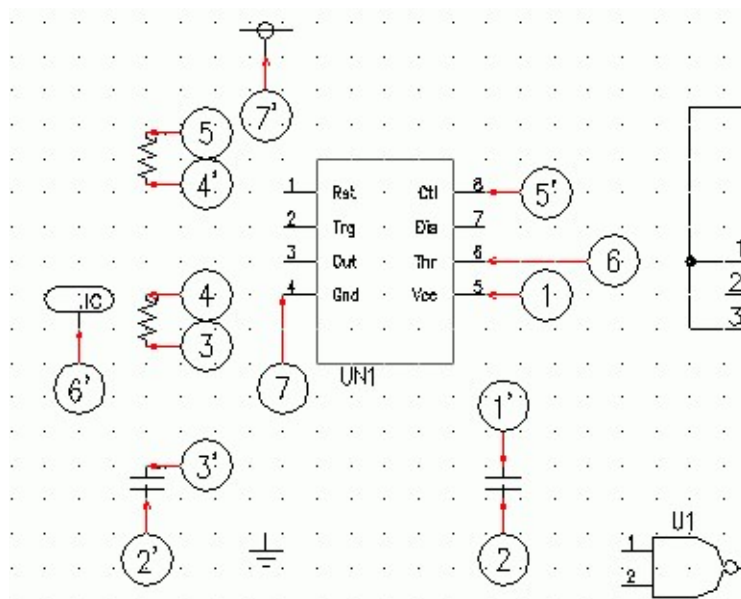 7'
5
4'
1 Rst Ctl 8
5'
2 Trg Dis 7
3 Out Thr 6
6
4 Gnd Vcc 5
1
1
2
3
.IC
4
3
6'
7
UN1
1'
3'
2'
2
U1
1
2